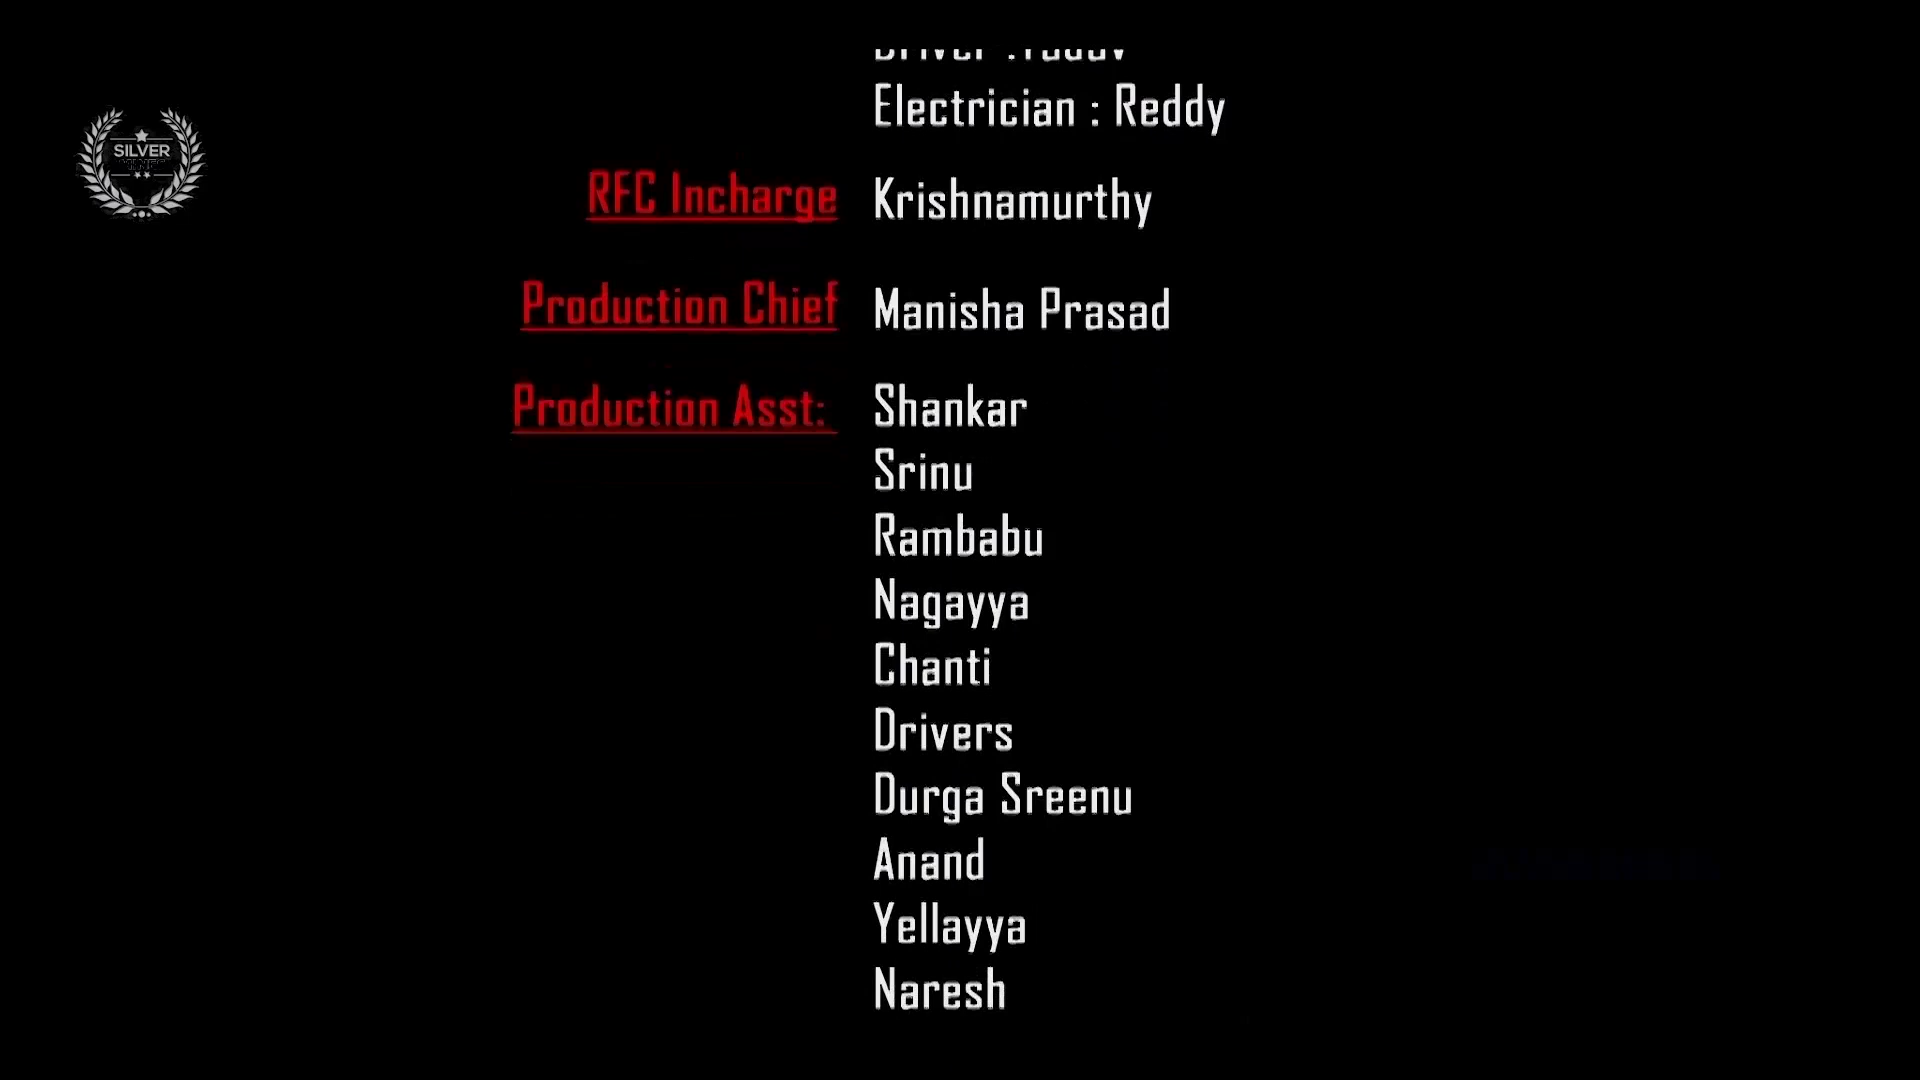 SILVER
Electrician : Reddy
RFC Incharge Krishnamurthy
Production Chief Manisha Prasad
Production Asst: Shankar
Srinu
Rambabu
Nagayya
Chanti
Drivers
Durga Sreenu
Anand
Yellayya
Naresh